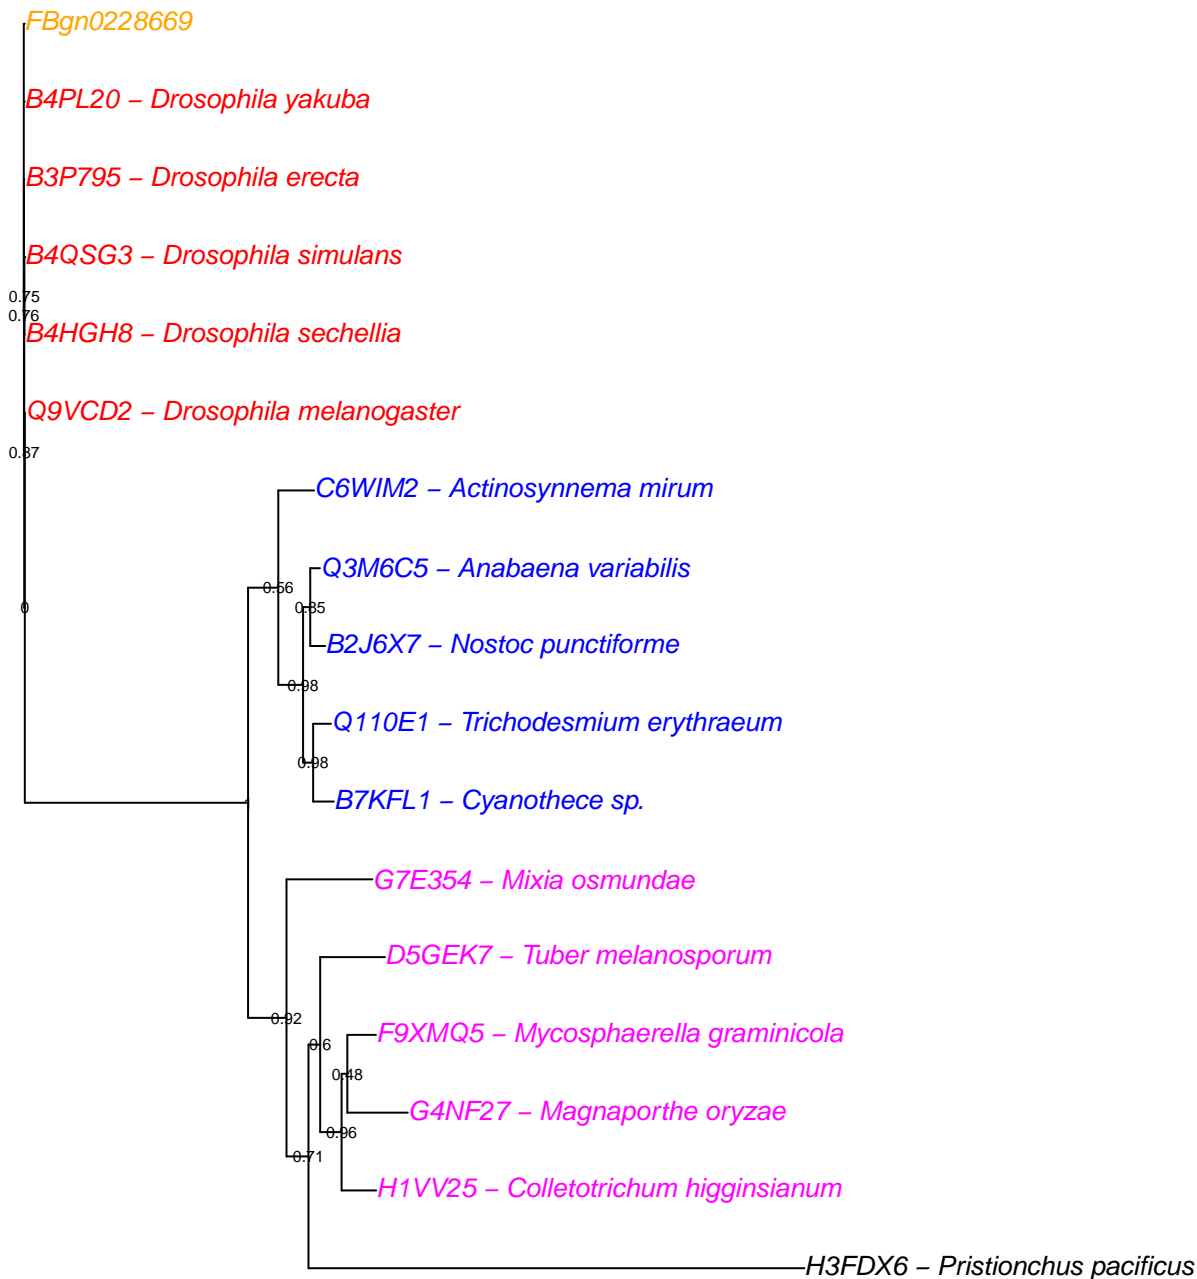 FBgn0228669
B4PL20 – Drosophila yakuba
B3P795 – Drosophila erecta
B4QSG3 – Drosophila simulans
0.75
0.76
B4HGH8 – Drosophila sechellia
Q9VCD2 – Drosophila melanogaster
0.87
C6WIM2 – Actinosynnema mirum
Q3M6C5 – Anabaena variabilis
0.56
0.85
0
B2J6X7 – Nostoc punctiforme
0.98
Q110E1 – Trichodesmium erythraeum
0.98
B7KFL1 – Cyanothece sp.
1
G7E354 – Mixia osmundae
D5GEK7 – Tuber melanosporum
0.92
F9XMQ5 – Mycosphaerella graminicola
0.6
0.48
G4NF27 – Magnaporthe oryzae
0.96
0.71
H1VV25 – Colletotrichum higginsianum
H3FDX6 – Pristionchus pacificus